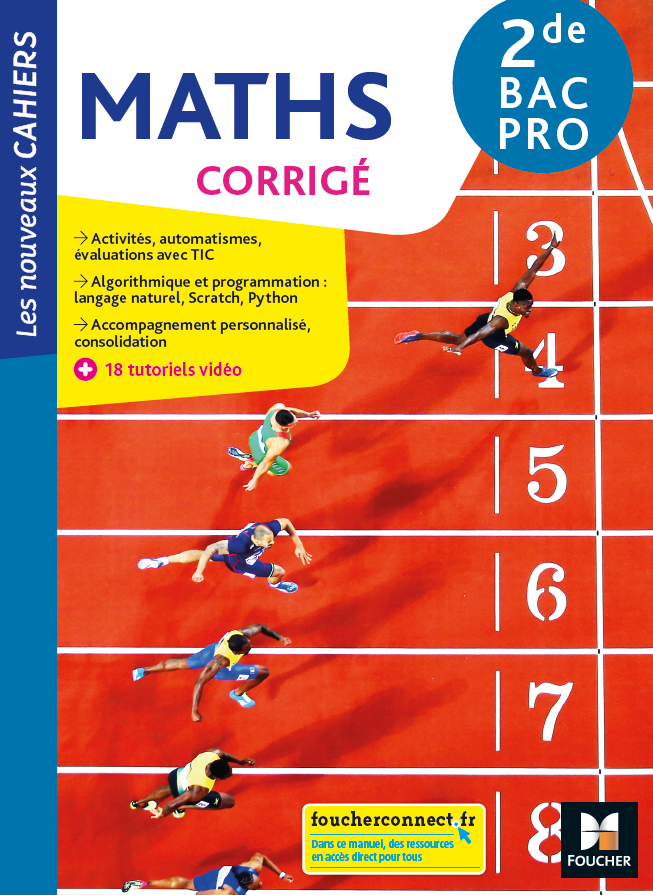 Les nouveaux CAHIERS
2de
BAC
PRO
MATHS
CORRIGÉ
→ Activités, automatismes,
évaluations avec TIC
→ Algorithmique et programmation :
langage naturel, Scratch, Python
→ Accompagnement personnalisé,
consolidation
+ 18 tutoriels vidéo
3
4
5
6
7
8
foucherconnect.fr
Dans ce manuel, des ressources
en accès direct pour tous
FOUCHER